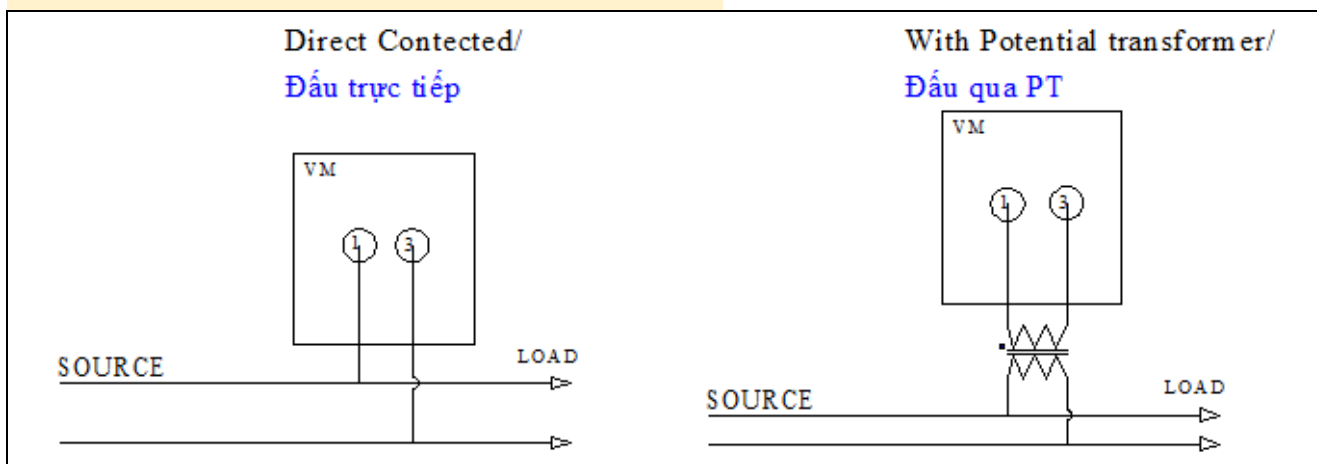 Direct Contected/
Đấu trực tiếp
VM
1
3
SOURCE
LOAD
With Potential transformer/
Đấu qua PT
VM
1
3
SOURCE
LOAD